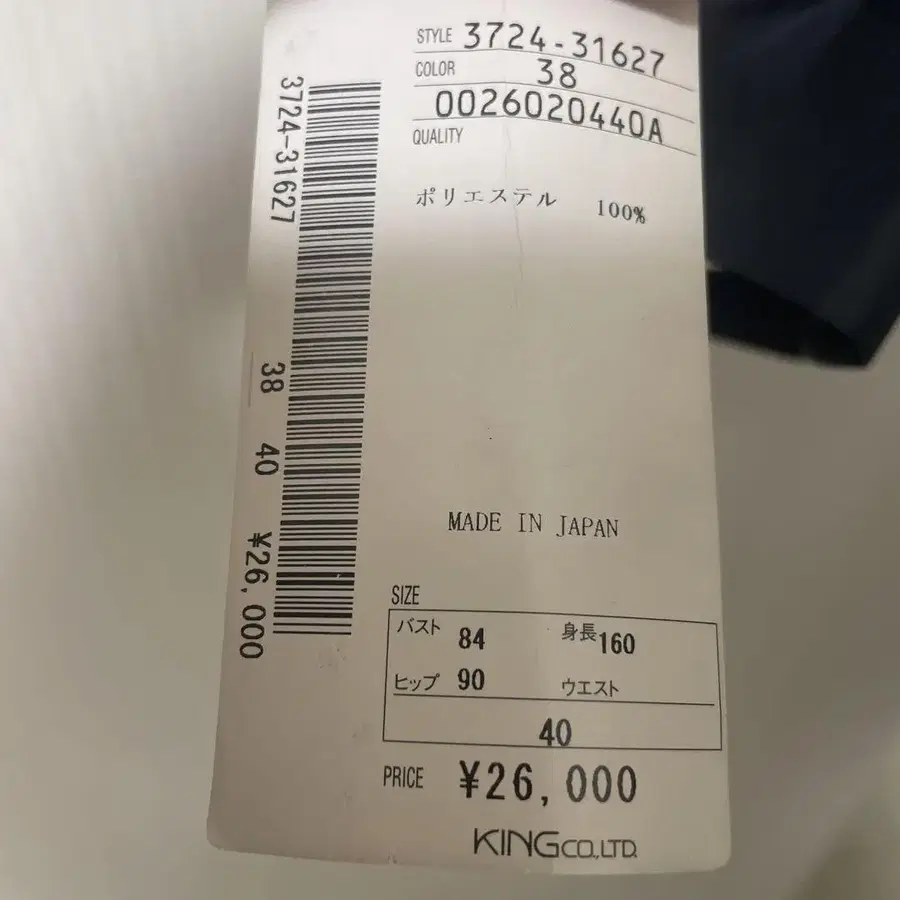 STYLE 3724-31627
COLOR 38
0026020440A
QUALITY
ポリエステル 100%
MADE IN JAPAN
SIZE
バスト 84 身長 160
ヒップ 90 ウエスト
40
PRICE ¥26,000
KING CO.,LTD.
3724-31627 38 40 ¥26,000